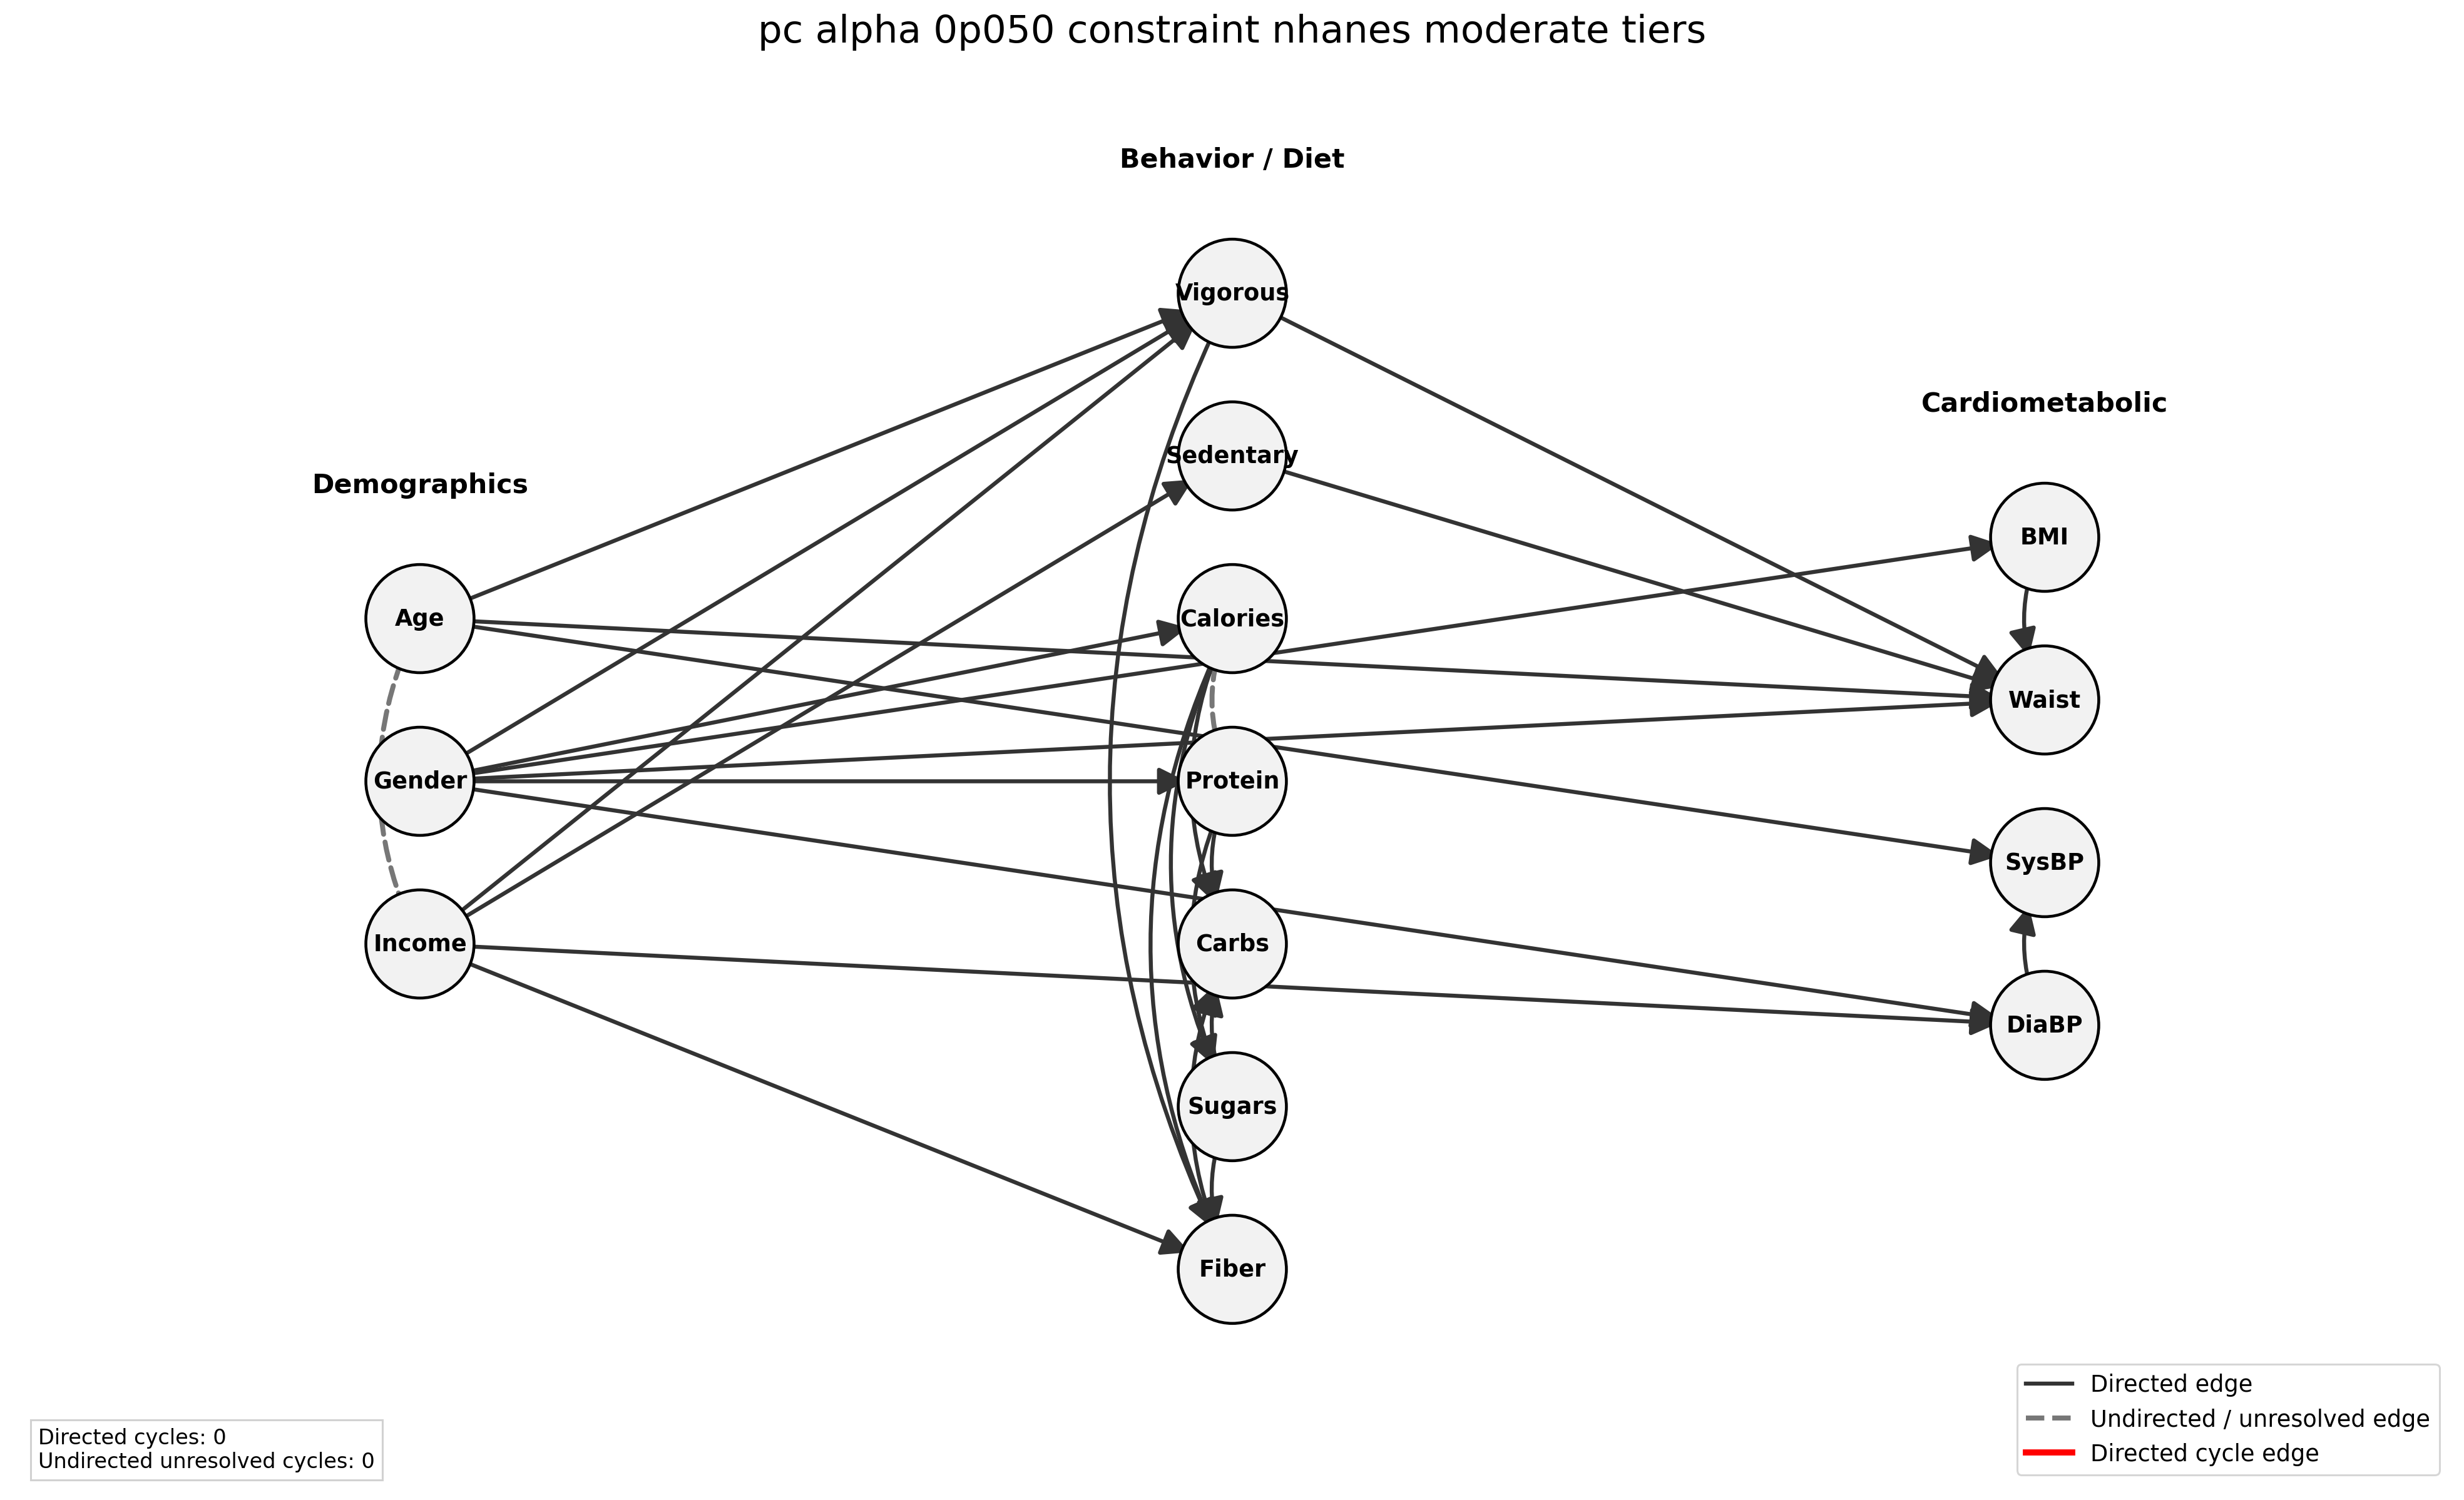 pc alpha 0p050 constraint nhanes moderate tiers
Behavior / Diet
Vigorous
Cardiometabolic
Sedentary
Demographics
BMI
Age
Calories
Waist
Gender
Protein
SysBP
Income
Carbs
DiaBP
Sugars
Fiber
Directed edge
Undirected / unresolved edge
Directed cycle edge
Directed cycles: 0
Undirected unresolved cycles: 0